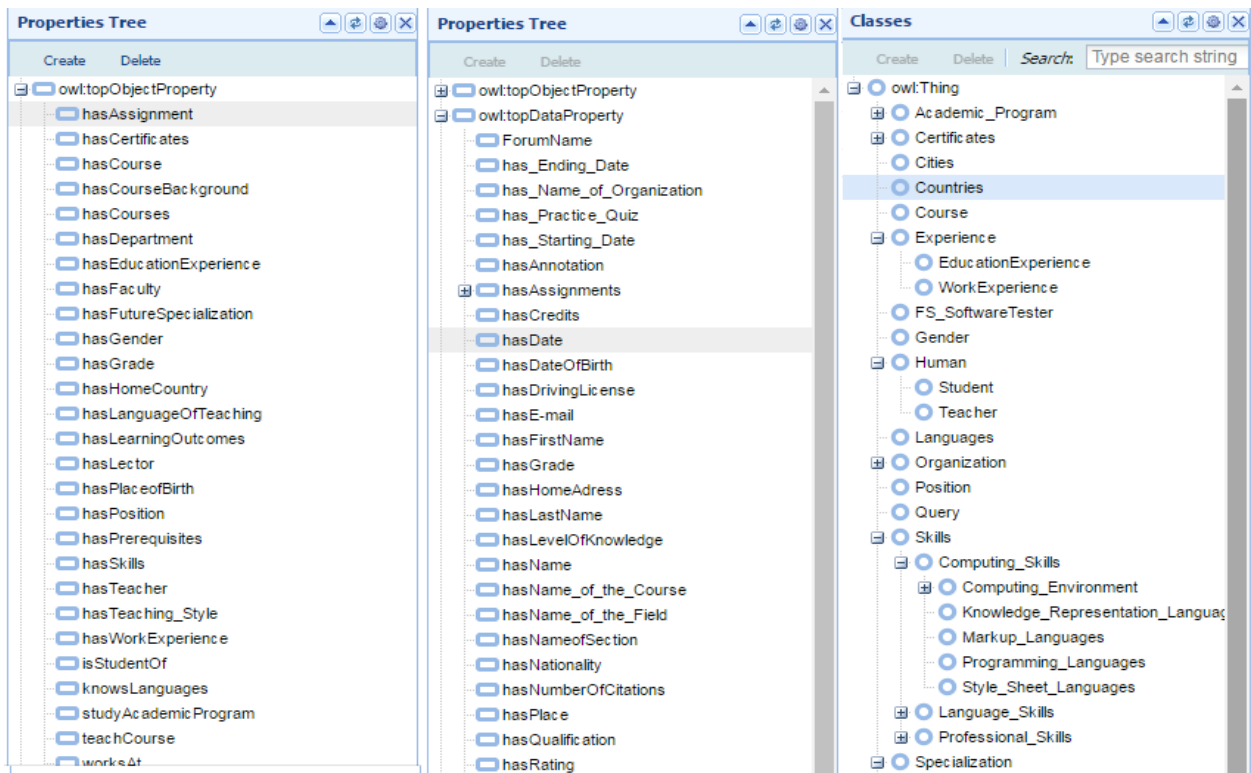 Properties Tree
Create Delete
owl:topObjectProperty
hasAssignment
hasCertificates
hasCourse
hasCourseBackground
hasCourses
hasDepartment
hasEducationExperience
hasFaculty
hasFutureSpecialization
hasGender
hasGrade
hasHomeCountry
hasLanguageOfTeaching
hasLearningOutcomes
hasLector
hasPlaceofBirth
hasPosition
hasPrerequisites
hasSkills
hasTeacher
hasTeaching_Style
hasWorkExperience
isStudentOf
knowsLanguages
studyAcademicProgram
teachCourse
worksAt
Properties Tree
Create Delete
owl:topObjectProperty
owl:topDataProperty
ForumName
has_Ending_Date
has_Name_of_Organization
has_Practice_Quiz
has_Starting_Date
hasAnnotation
hasAssignments
hasCredits
hasDate
hasDateOfBirth
hasDrivingLicense
hasE-mail
hasFirstName
hasGrade
hasHomeAdress
hasLastName
hasLevelOfKnowledge
hasName
hasName_of_the_Course
hasName_of_the_Field
hasNameofSection
hasNationality
hasNumberOfCitations
hasPlace
hasQualification
hasRating
Classes
Create Delete Search: Type search string
owl:Thing
Academic_Program
Certificates
Cities
Countries
Course
Experience
EducationExperience
WorkExperience
FS_SoftwareTester
Gender
Human
Student
Teacher
Languages
Organization
Position
Query
Skills
Computing_Skills
Computing_Environment
Knowledge_Representation_Languag
Markup_Languages
Programming_Languages
Style_Sheet_Languages
Language_Skills
Professional_Skills
Specialization